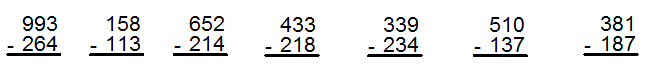 993 158 652 433 339 510 381
- 264 - 113 - 214 - 218 - 234 - 137 - 187